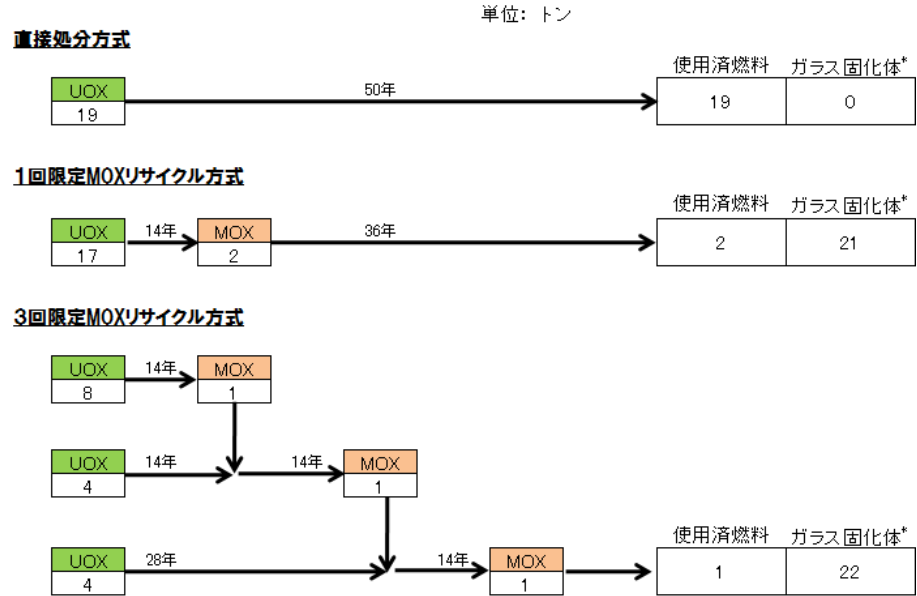 単位: トン
直接処分方式
使用済燃料 ガラス固化体*
UOX 50年
19 19 0
1回限定MOXリサイクル方式
使用済燃料 ガラス固化体*
UOX 14年 MOX 36年
17 2 2 21
3回限定MOXリサイクル方式
UOX 14年 MOX
8 1
UOX 14年 14年 MOX
4 1
使用済燃料 ガラス固化体*
UOX 28年 14年 MOX
4 1 1 22